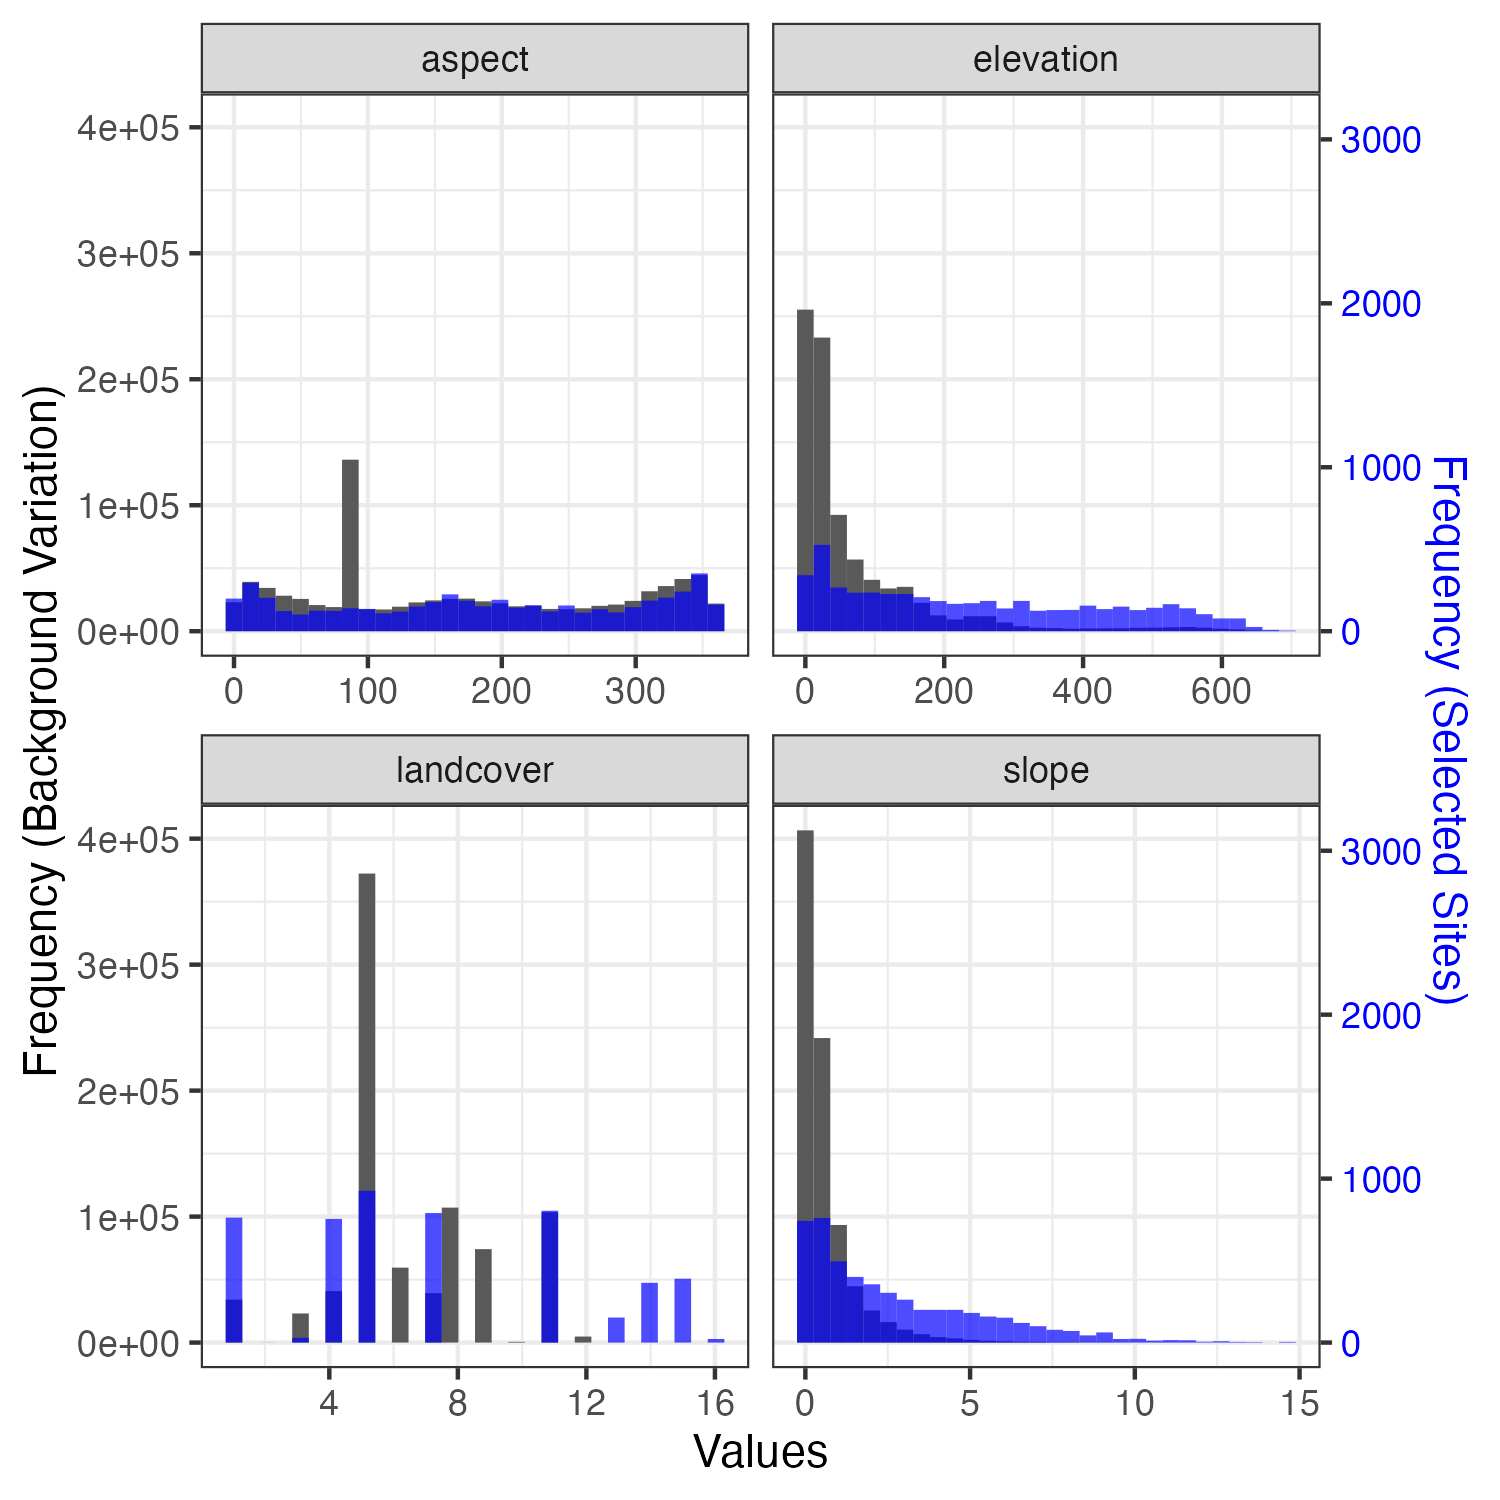 aspect
elevation
4e+05
3e+05
2e+05
1e+05
0e+00
3000
2000
1000
0
0 100 200 300
0 200 400 600
landcover
slope
4e+05
3e+05
2e+05
1e+05
0e+00
3000
2000
1000
0
4 8 12 16
0 5 10 15
Values
Frequency (Background Variation)
Frequency (Selected Sites)